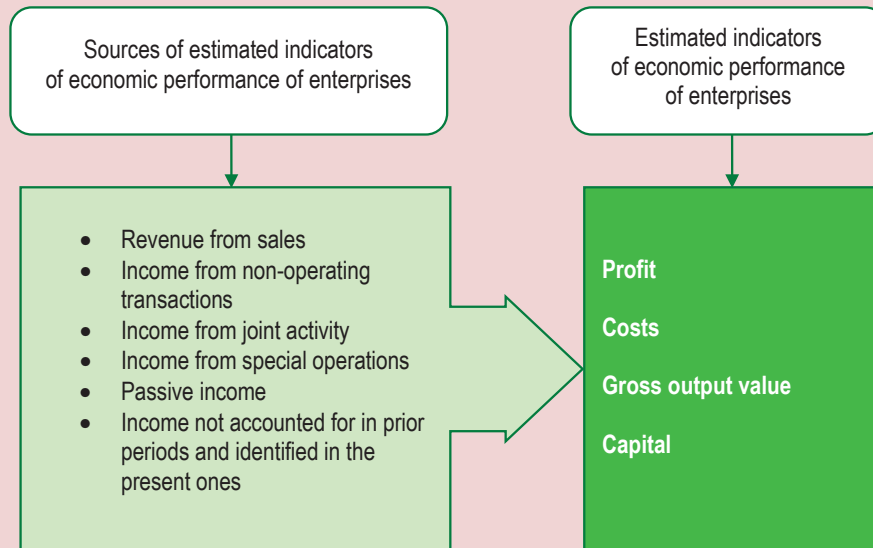 Sources of estimated indicators
of economic performance of enterprises
Estimated indicators
of economic performance
of enterprises
• Revenue from sales
• Income from non-operating
transactions
• Income from joint activity
• Income from special operations
• Passive income
• Income not accounted for in prior
periods and identified in the
present ones
Profit
Costs
Gross output value
Capital